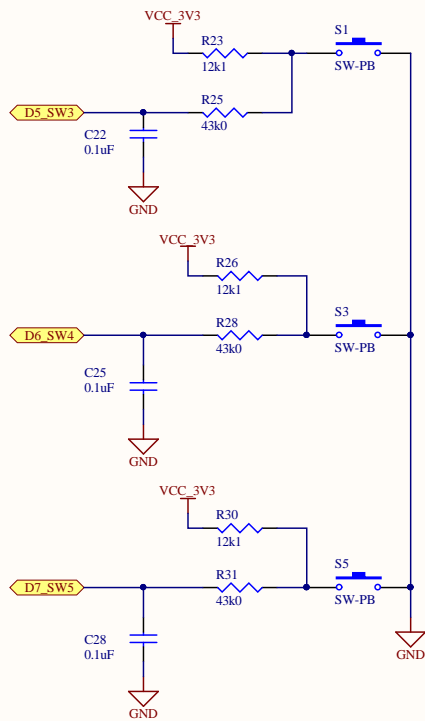 VCC_3V3
R23
12k1
S1
SW-PB
R25
43k0
D5_SW3
C22
0.1uF
GND
VCC_3V3
R26
12k1
S3
SW-PB
R28
43k0
D6_SW4
C25
0.1uF
GND
VCC_3V3
R30
12k1
S5
SW-PB
R31
43k0
D7_SW5
C28
0.1uF
GND
GND